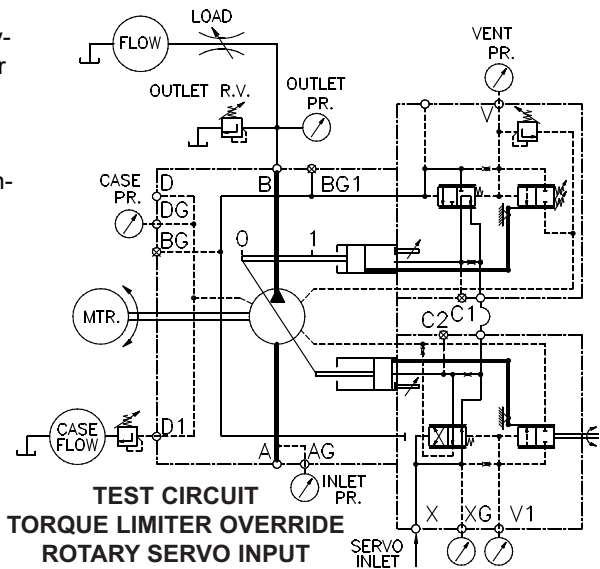 y-
r
n-
LOAD
FLOW
VENT
PR.
OUTLET R.V.
OUTLET
PR.
V
CASE
PR.
D
DG
BG
B
BG1
0
1
MTR.
C2
C1
CASE
FLOW
D1
A
AG
INLET
PR.
TEST CIRCUIT
TORQUE LIMITER OVERRIDE
ROTARY SERVO INPUT
X
XG
V1
SERVO
INLET